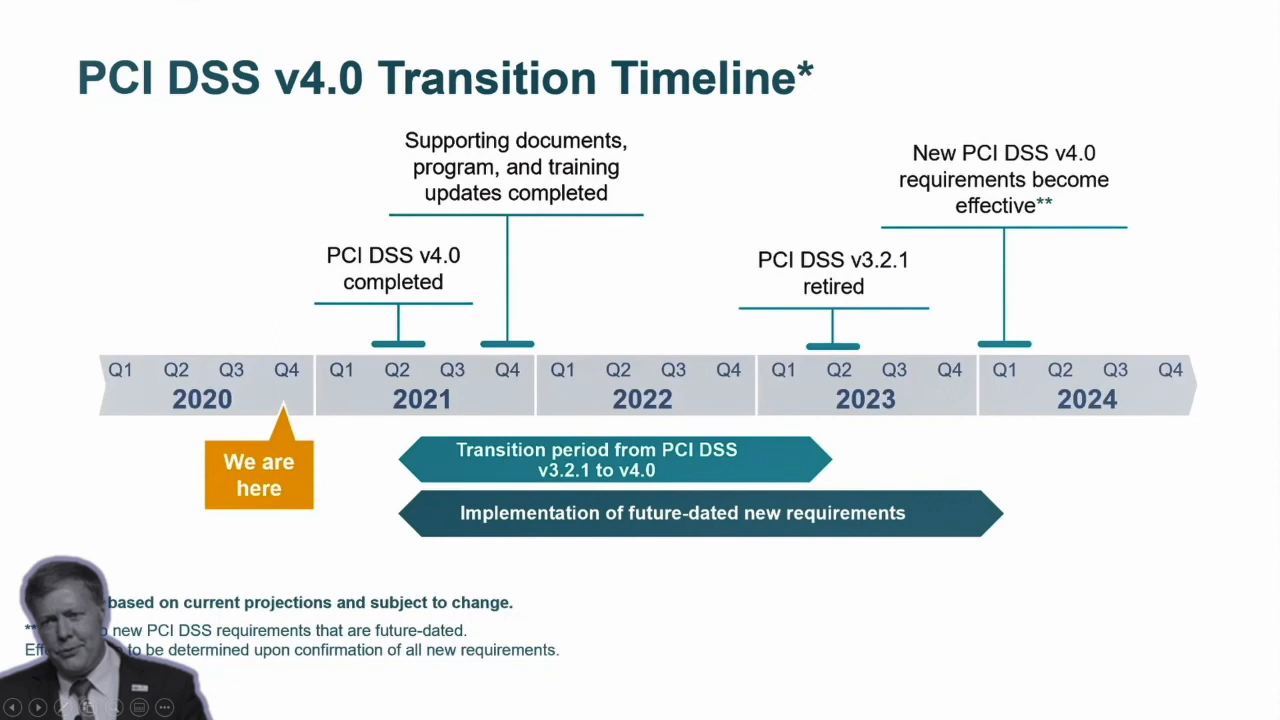 PCI DSS v4.0 Transition Timeline*
Supporting documents,
program, and training
updates completed
New PCI DSS v4.0
requirements become
effective**
PCI DSS v4.0
completed
PCI DSS v3.2.1
retired
Q1 Q2 Q3 Q4 Q1 Q2 Q3 Q4 Q1 Q2 Q3 Q4 Q1 Q2 Q3 Q4 Q1 Q2 Q3 Q4
2020 2021 2022 2023 2024
We are
here
Transition period from PCI DSS
v3.2.1 to v4.0
Implementation of future-dated new requirements
based on current projections and subject to change.
** new PCI DSS requirements that are future-dated.
to be determined upon confirmation of all new requirements.